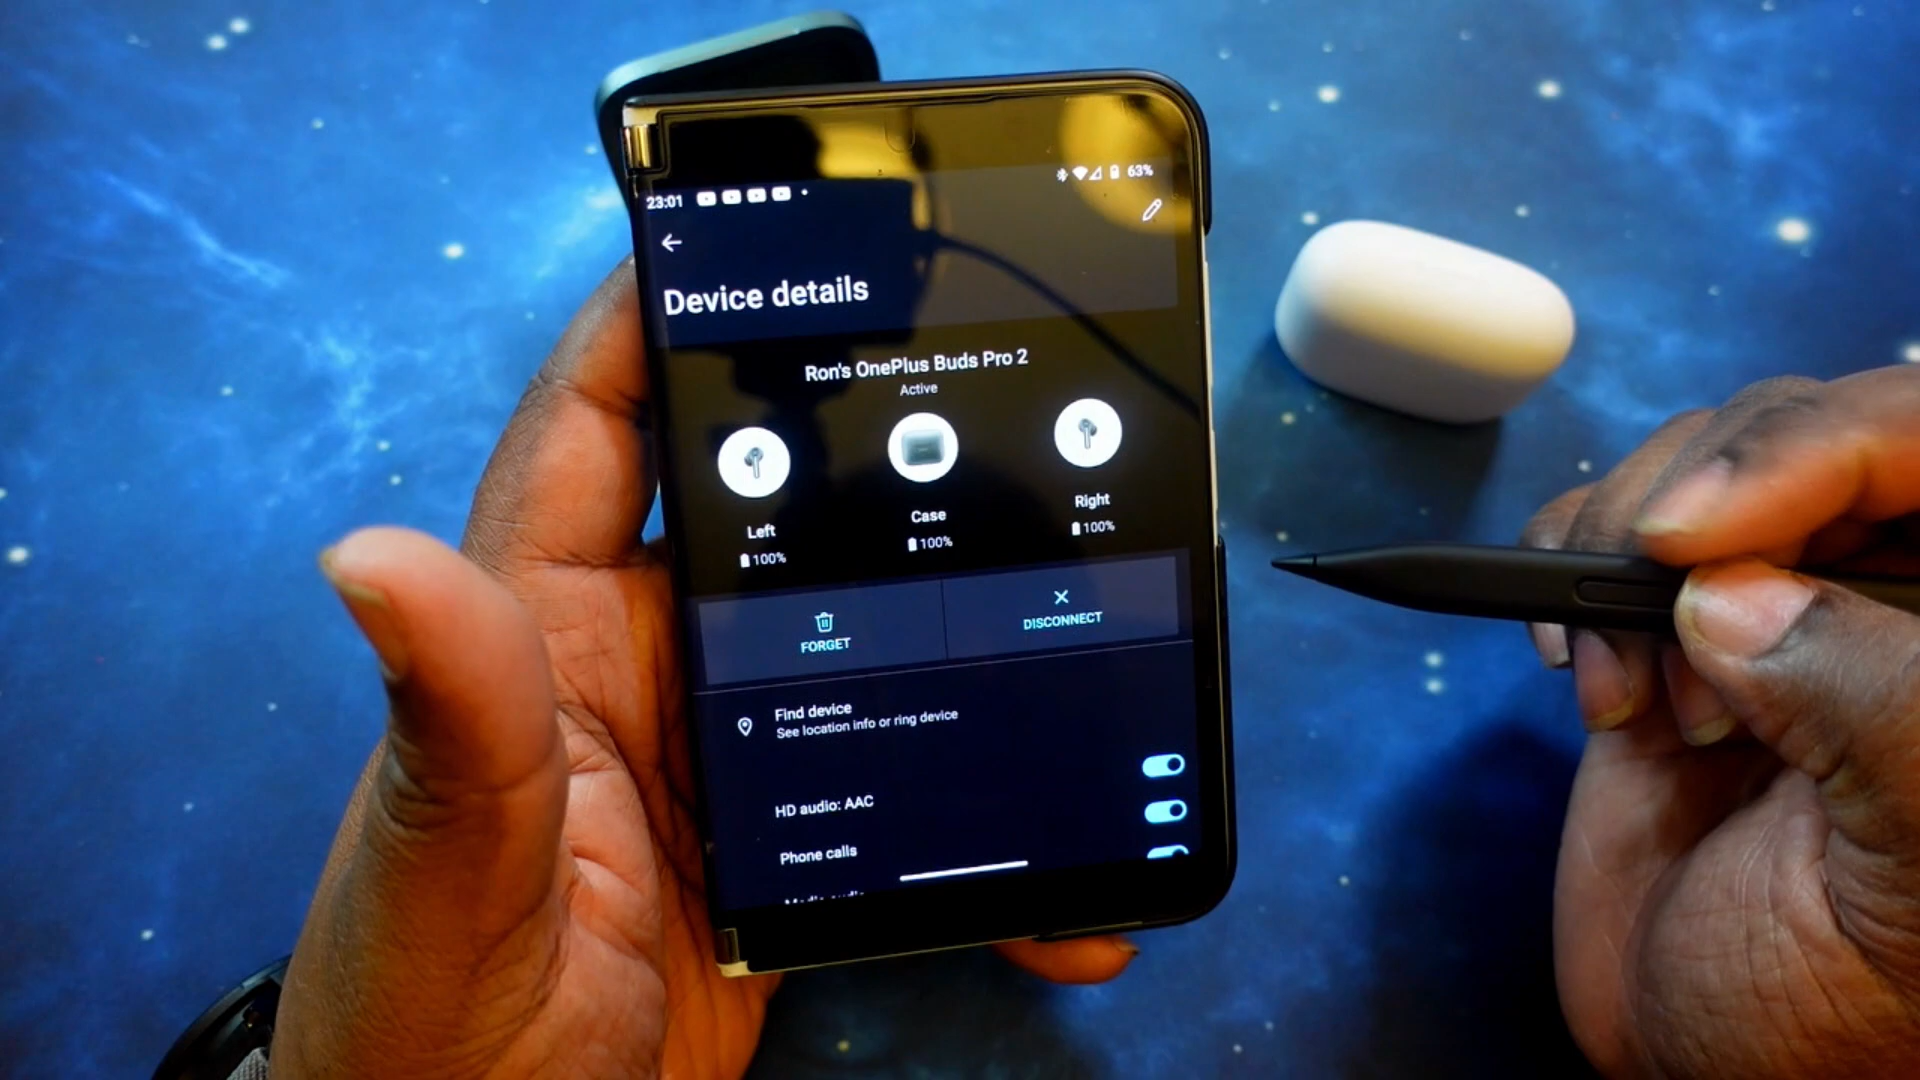 23:01
63%
Device details
Ron's OnePlus Buds Pro 2
Active
Left
Case
Right
100%
100%
100%
FORGET
DISCONNECT
Find device
See location info or ring device
HD audio: AAC
Phone calls